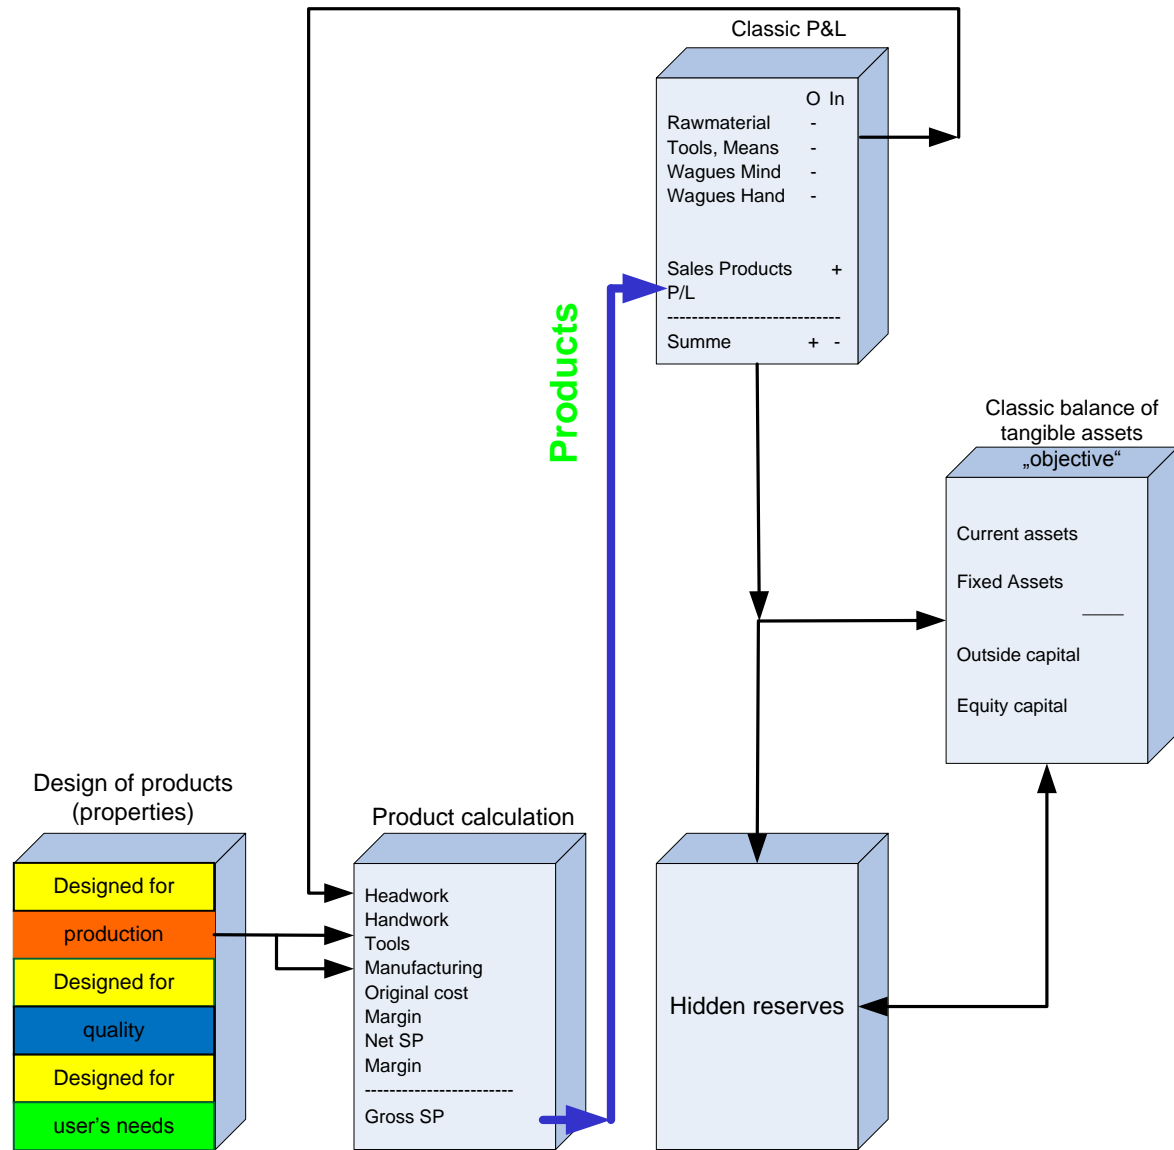 Classic P&L
O In
Rawmaterial -
Tools, Means -
Wagues Mind -
Wagues Hand -
Sales Products +
P/L
----------------------------
Summe + -
Products
Classic balance of
tangible assets
„objective“
Current assets
Fixed Assets
Outside capital
Equity capital
Design of products
(properties)
Designed for
production
Designed for
quality
Designed for
user's needs
Product calculation
Headwork
Handwork
Tools
Manufacturing
Original cost
Margin
Net SP
Margin
------------------------
Gross SP
Hidden reserves